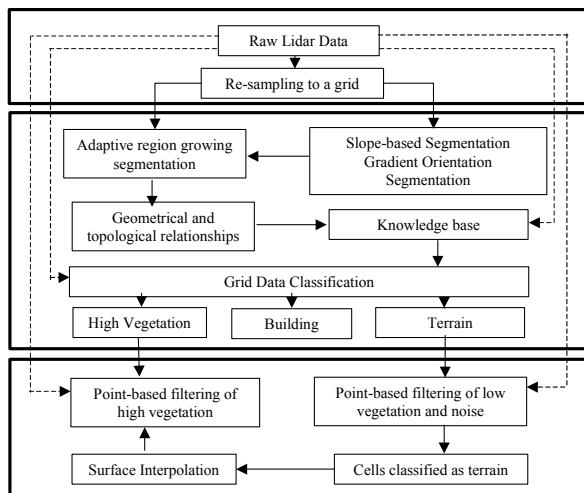 Raw Lidar Data
Re-sampling to a grid
Adaptive region growing
segmentation
Slope-based Segmentation
Gradient Orientation
Segmentation
Geometrical and
topological relationships
Knowledge base
Grid Data Classification
High Vegetation
Building
Terrain
Point-based filtering of
high vegetation
Point-based filtering of low
vegetation and noise
Surface Interpolation
Cells classified as terrain